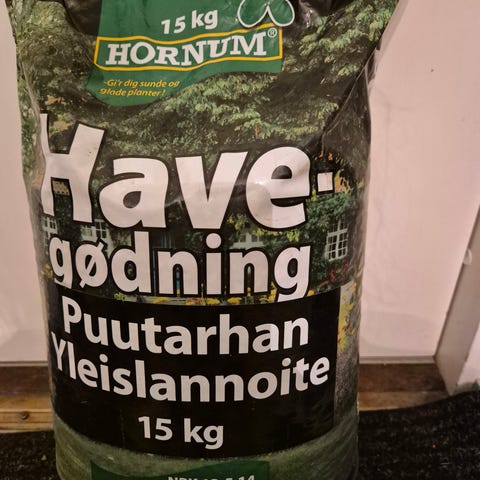 15 kg
HORNUM®
Gi'r dig sunde og
glade planter!
Have-
gødning
Puutarhan
Yleislannoite
15 kg